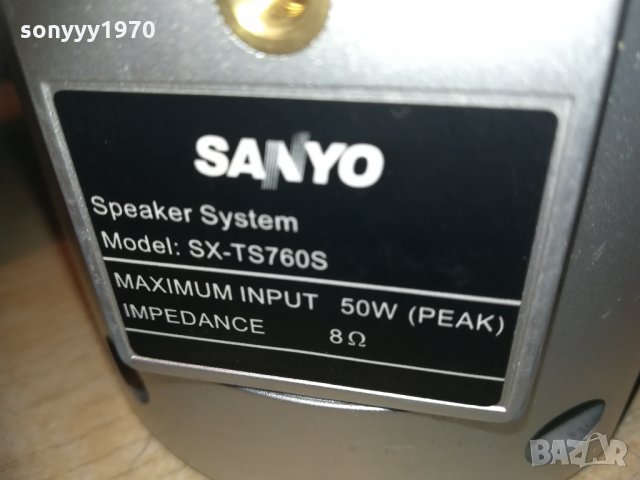 sonyyy1970
SANYO
Speaker System
Model: SX-TS760S
MAXIMUM INPUT 50W (PEAK)
IMPEDANCE 8Ω
BAZAR